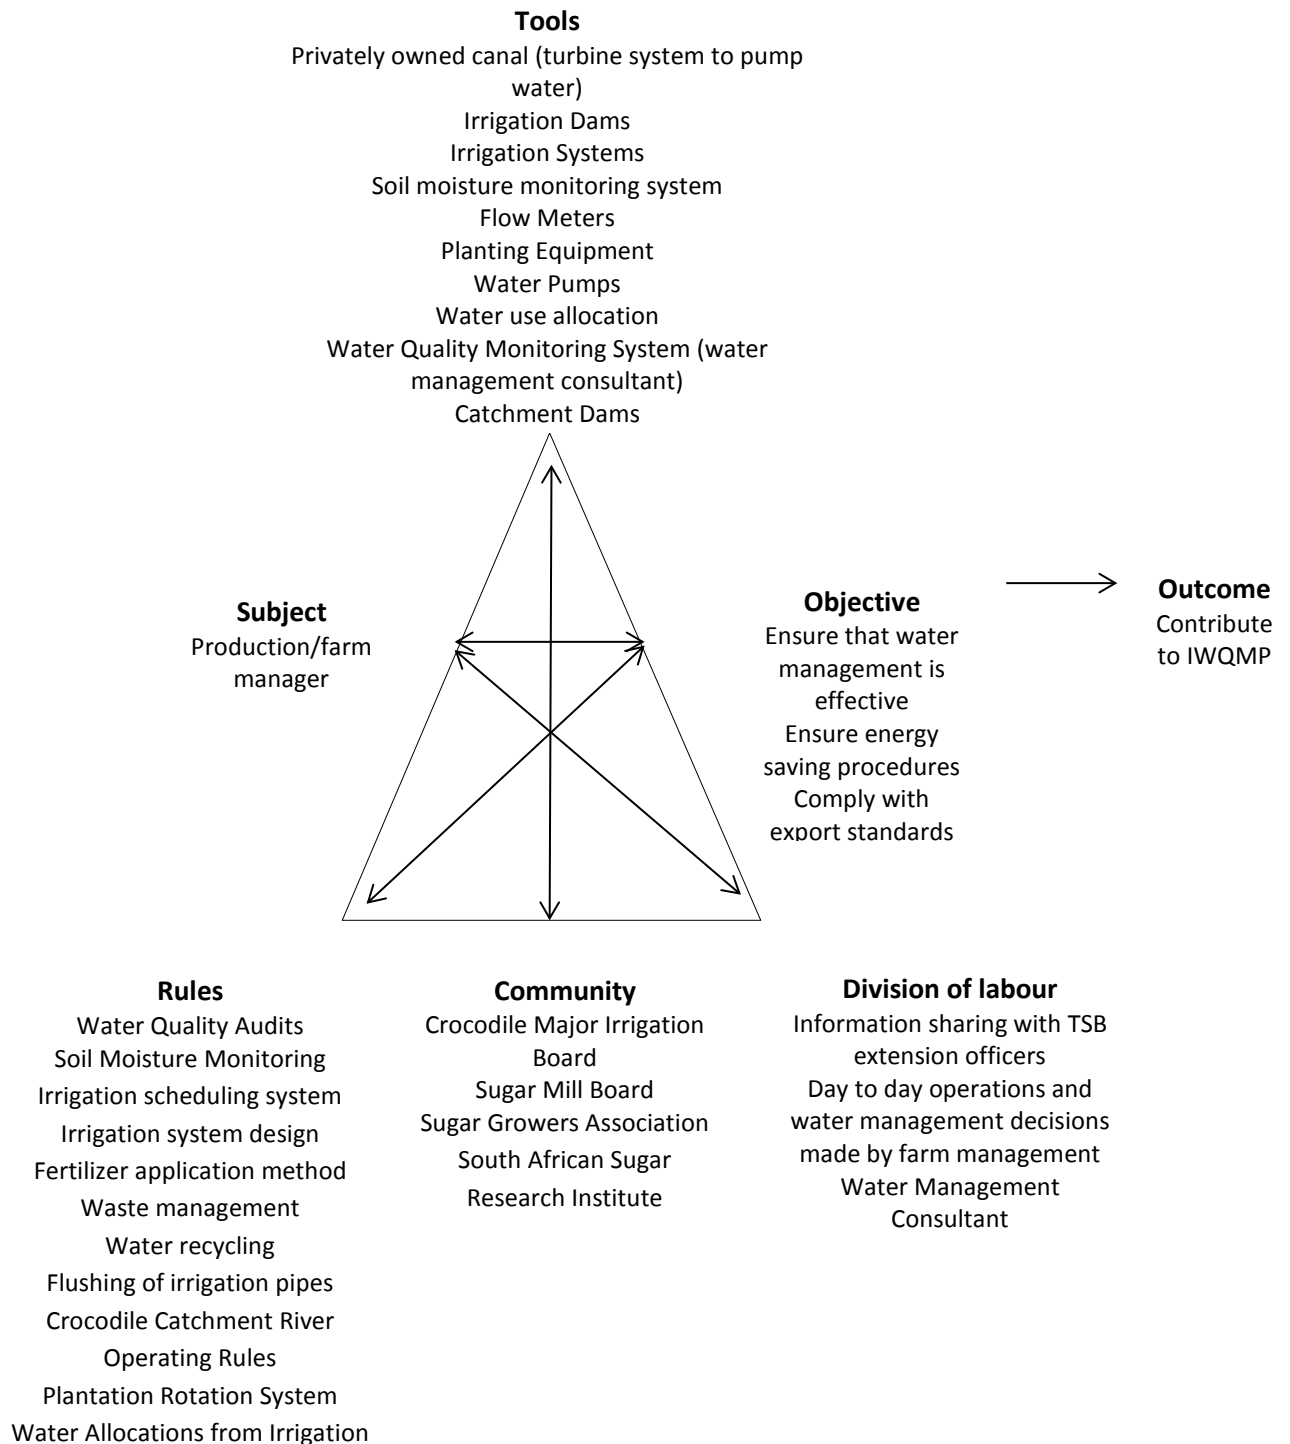 Tools
Privately owned canal (turbine system to pump
water)
Irrigation Dams
Irrigation Systems
Soil moisture monitoring system
Flow Meters
Planting Equipment
Water Pumps
Water use allocation
Water Quality Monitoring System (water
management consultant)
Catchment Dams
Subject
Production/farm
manager
Objective
Ensure that water
management is
effective
Ensure energy
saving procedures
Comply with
export standards
Outcome
Contribute
to IWQMP
Rules
Water Quality Audits
Soil Moisture Monitoring
Irrigation scheduling system
Irrigation system design
Fertilizer application method
Waste management
Water recycling
Flushing of irrigation pipes
Crocodile Catchment River
Operating Rules
Plantation Rotation System
Water Allocations from Irrigation
Community
Crocodile Major Irrigation
Board
Sugar Mill Board
Sugar Growers Association
South African Sugar
Research Institute
Division of labour
Information sharing with TSB
extension officers
Day to day operations and
water management decisions
made by farm management
Water Management
Consultant